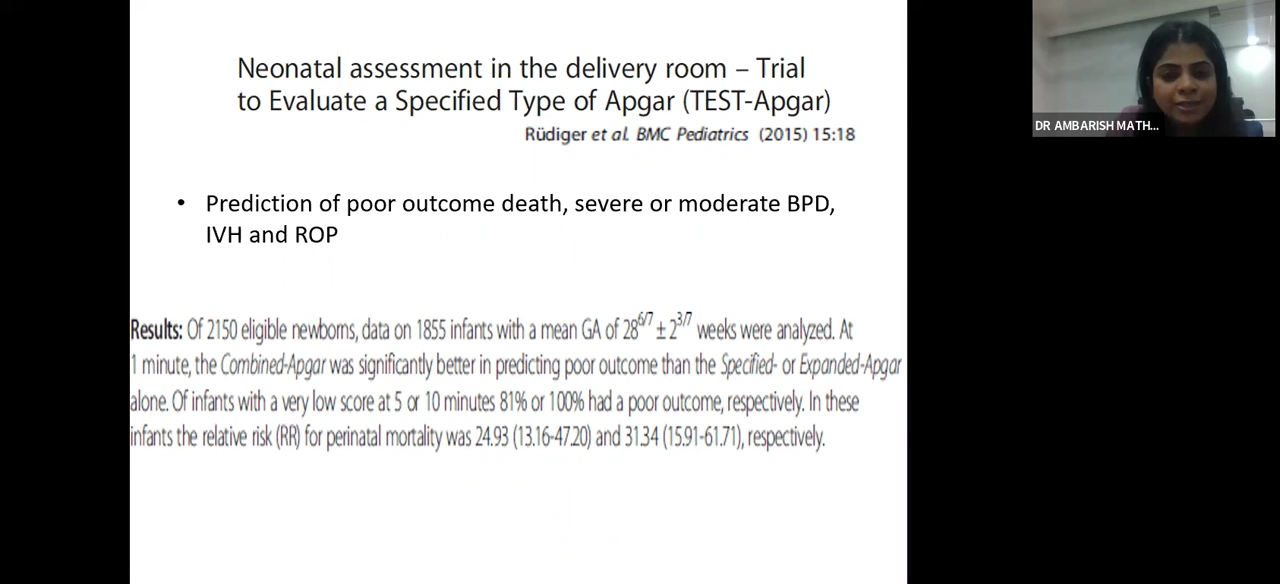 Neonatal assessment in the delivery room – Trial
to Evaluate a Specified Type of Apgar (TEST-Apgar)
Rüdiger et al. BMC Pediatrics (2015) 15:18
DR AMBARISH MATH...
• Prediction of poor outcome death, severe or moderate BPD,
IVH and ROP
Results: Of 2150 eligible newborns, data on 1855 infants with a mean GA of 28⁶ᐟ⁷ ± 2³ᐟ⁷ weeks were analyzed. At
1 minute, the Combined-Apgar was significantly better in predicting poor outcome than the Specified- or Expanded-Apgar
alone. Of infants with a very low score at 5 or 10 minutes 81% or 100% had a poor outcome, respectively. In these
infants the relative risk (RR) for perinatal mortality was 24.93 (13.16-47.20) and 31.34 (15.91-61.71), respectively.